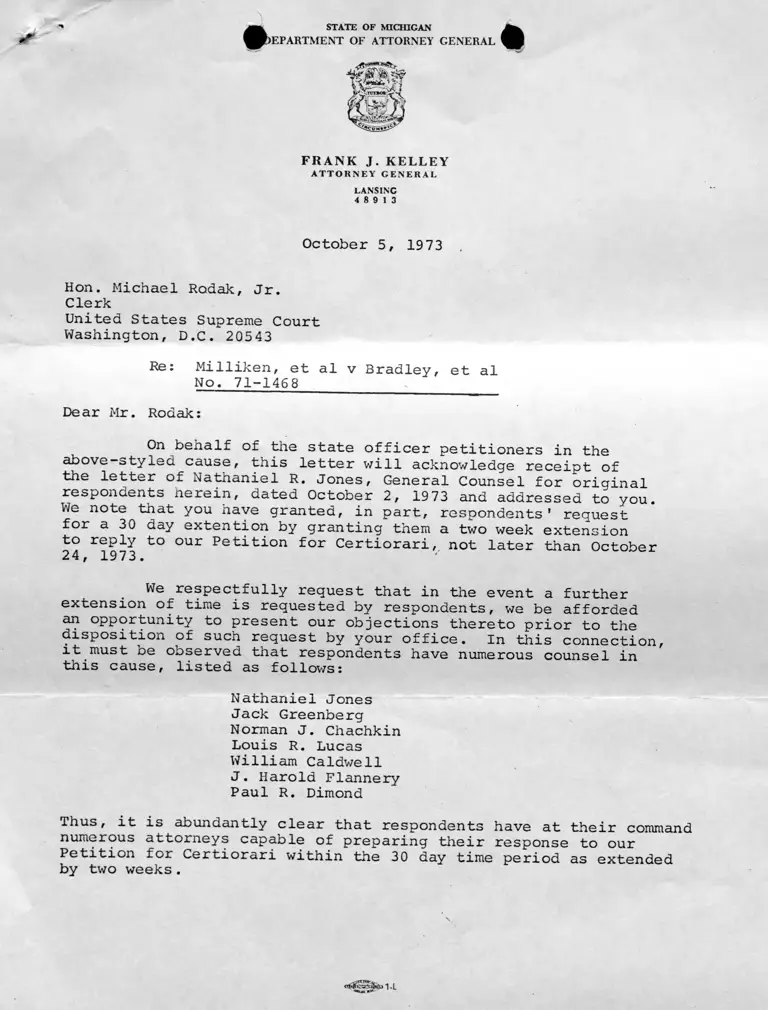 STATE OF MICHIGAN
DEPARTMENT OF ATTORNEY GENERAL
TUEBOR
CIRCUMSPICE
FRANK J. KELLEY
ATTORNEY GENERAL
LANSING
48913
October 5, 1973
Hon. Michael Rodak, Jr.
Clerk
United States Supreme Court
Washington, D.C. 20543
Re: Milliken, et al v Bradley, et al
No. 71-1468
Dear Mr. Rodak:
On behalf of the state officer petitioners in the
above-styled cause, this letter will acknowledge receipt of
the letter of Nathaniel R. Jones, General Counsel for original
respondents herein, dated October 2, 1973 and addressed to you.
We note that you have granted, in part, respondents' request
for a 30 day extention by granting them a two week extension
to reply to our Petition for Certiorari, not later than October
24, 1973.
We respectfully request that in the event a further
extension of time is requested by respondents, we be afforded
an opportunity to present our objections thereto prior to the
disposition of such request by your office. In this connection,
it must be observed that respondents have numerous counsel in
this cause, listed as follows:
Nathaniel Jones
Jack Greenberg
Norman J. Chachkin
Louis R. Lucas
William Caldwell
J. Harold Flannery
Paul R. Dimond
Thus, it is abundantly clear that respondents have at their command
numerous attorneys capable of preparing their response to our
Petition for Certiorari within the 30 day time period as extended
by two weeks.
1-L